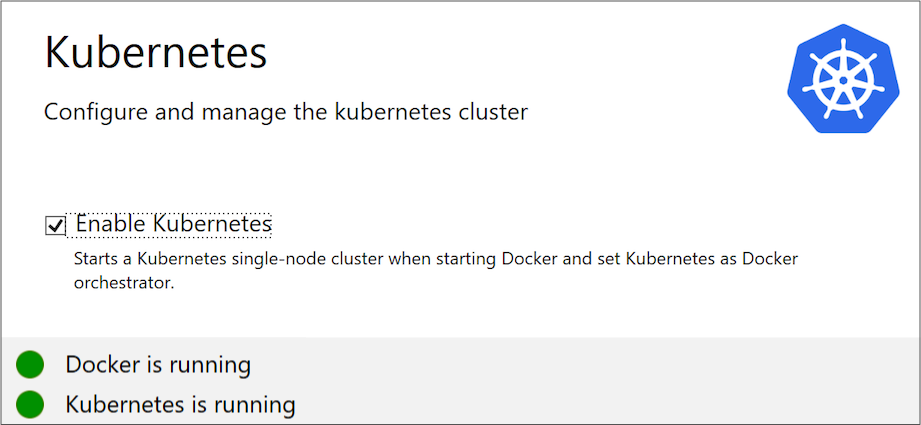 Kubernetes
Configure and manage the kubernetes cluster
Enable Kubernetes
Starts a Kubernetes single-node cluster when starting Docker and set Kubernetes as Docker
orchestrator.
Docker is running
Kubernetes is running